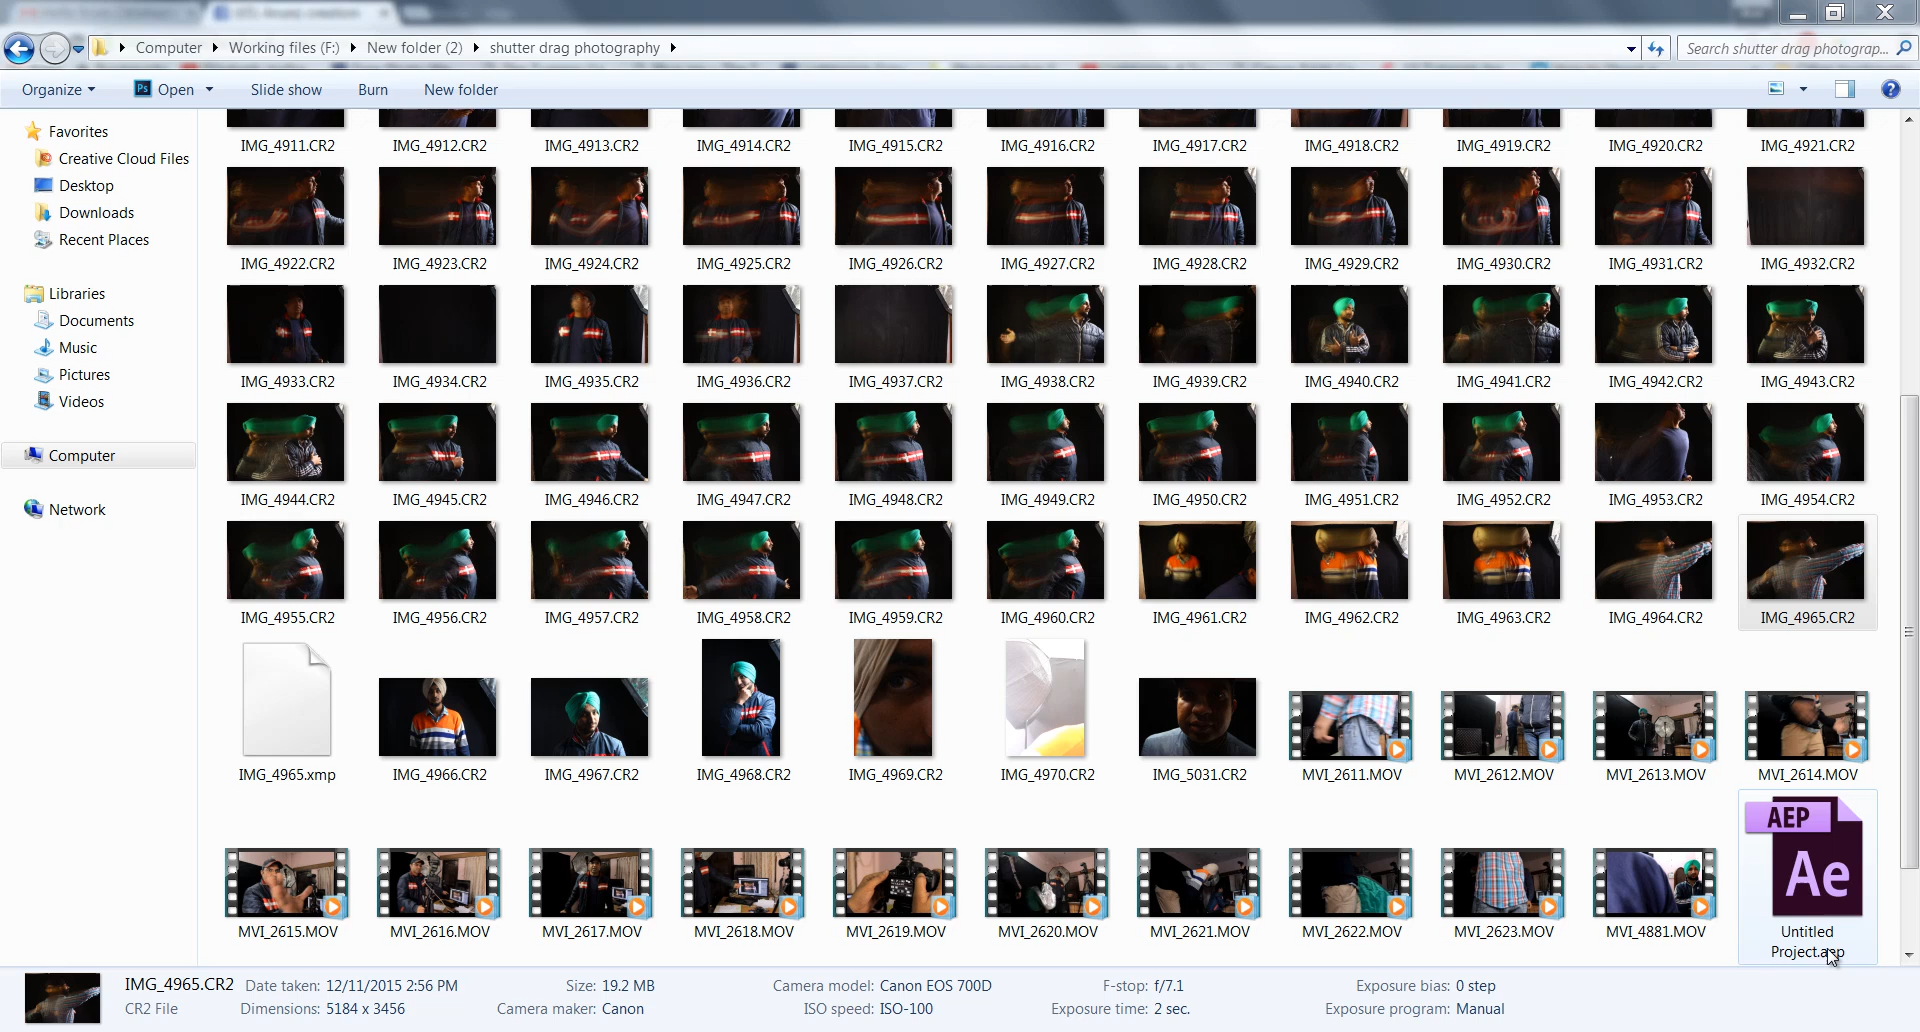 Computer Working files (F:) New folder (2) shutter drag photography
Search shutter drag photograp...
Organize Ps Open Slide show Burn New folder
Favorites
Creative Cloud Files
Desktop
Downloads
Recent Places
Libraries
Documents
Music
Pictures
Videos
Computer
Network
IMG_4911.CR2 IMG_4912.CR2 IMG_4913.CR2 IMG_4914.CR2 IMG_4915.CR2 IMG_4916.CR2 IMG_4917.CR2 IMG_4918.CR2 IMG_4919.CR2 IMG_4920.CR2 IMG_4921.CR2
IMG_4922.CR2 IMG_4923.CR2 IMG_4924.CR2 IMG_4925.CR2 IMG_4926.CR2 IMG_4927.CR2 IMG_4928.CR2 IMG_4929.CR2 IMG_4930.CR2 IMG_4931.CR2 IMG_4932.CR2
IMG_4933.CR2 IMG_4934.CR2 IMG_4935.CR2 IMG_4936.CR2 IMG_4937.CR2 IMG_4938.CR2 IMG_4939.CR2 IMG_4940.CR2 IMG_4941.CR2 IMG_4942.CR2 IMG_4943.CR2
IMG_4944.CR2 IMG_4945.CR2 IMG_4946.CR2 IMG_4947.CR2 IMG_4948.CR2 IMG_4949.CR2 IMG_4950.CR2 IMG_4951.CR2 IMG_4952.CR2 IMG_4953.CR2 IMG_4954.CR2
IMG_4955.CR2 IMG_4956.CR2 IMG_4957.CR2 IMG_4958.CR2 IMG_4959.CR2 IMG_4960.CR2 IMG_4961.CR2 IMG_4962.CR2 IMG_4963.CR2 IMG_4964.CR2 IMG_4965.CR2
IMG_4965.xmp IMG_4966.CR2 IMG_4967.CR2 IMG_4968.CR2 IMG_4969.CR2 IMG_4970.CR2 IMG_5031.CR2 MVI_2611.MOV MVI_2612.MOV MVI_2613.MOV MVI_2614.MOV
AEP
Ae
MVI_2615.MOV MVI_2616.MOV MVI_2617.MOV MVI_2618.MOV MVI_2619.MOV MVI_2620.MOV MVI_2621.MOV MVI_2622.MOV MVI_2623.MOV MVI_4881.MOV Untitled
Project.aep
IMG_4965.CR2 Date taken: 12/11/2015 2:56 PM Size: 19.2 MB Camera model: Canon EOS 700D F-stop: f/7.1 Exposure bias: 0 step
CR2 File Dimensions: 5184 x 3456 Camera maker: Canon ISO speed: ISO-100 Exposure time: 2 sec. Exposure program: Manual